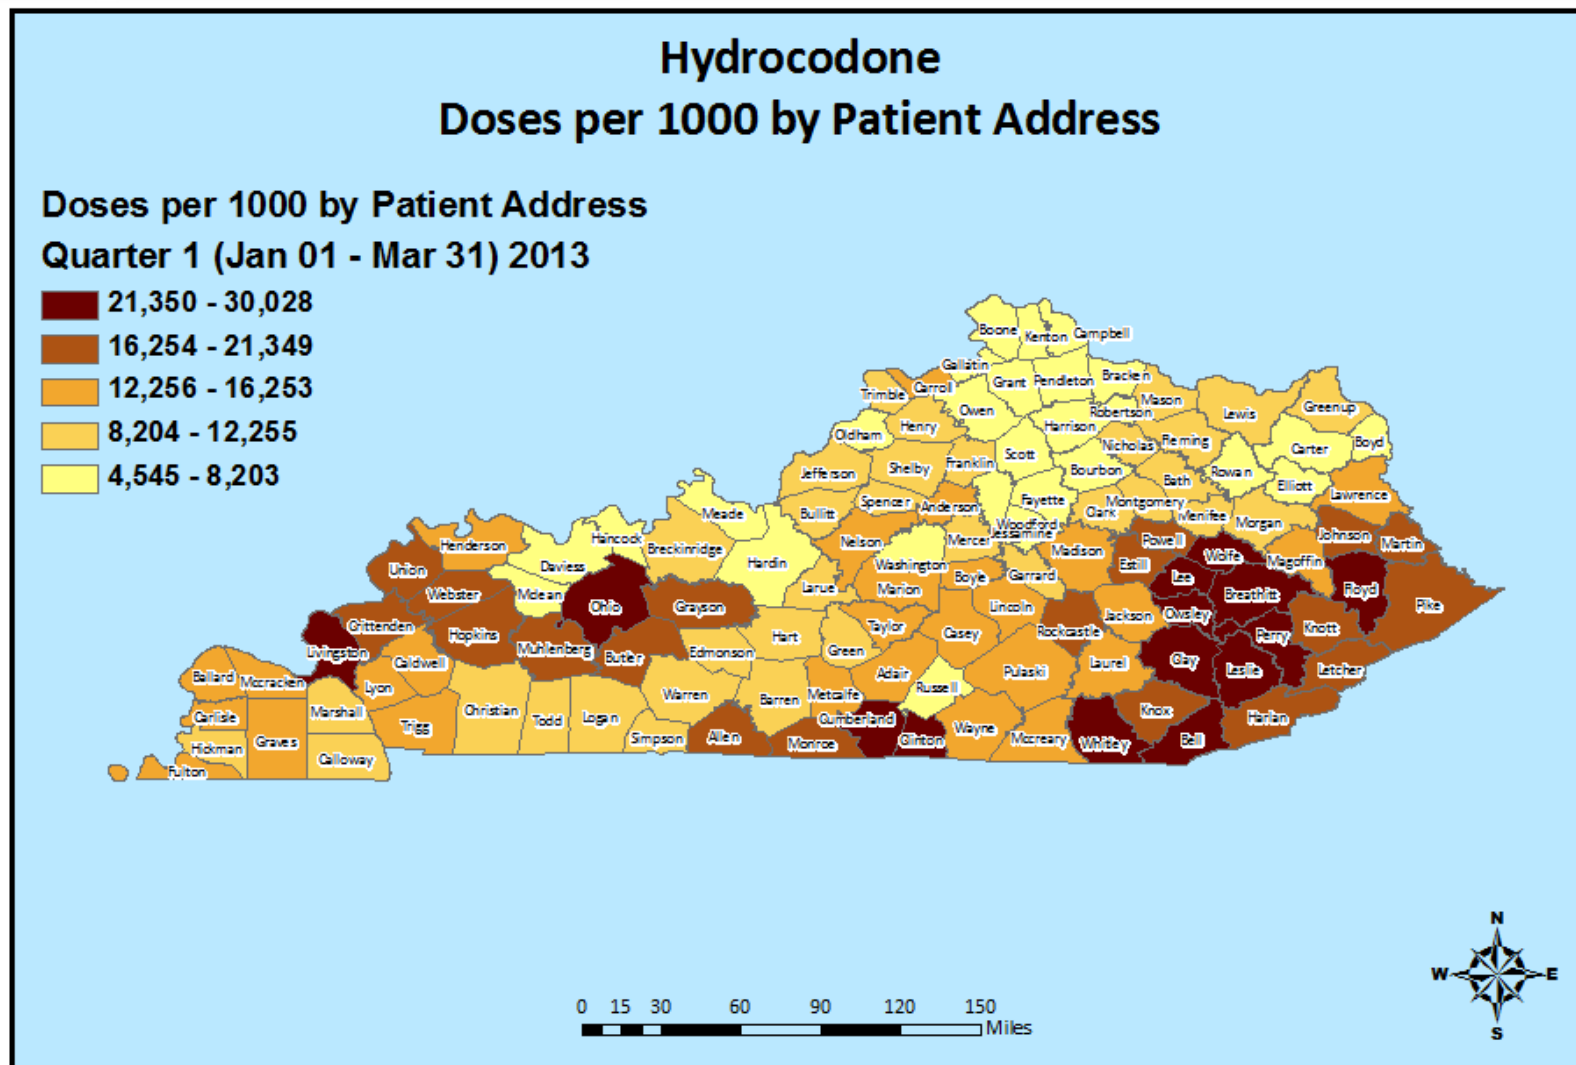 Hydrocodone
Doses per 1000 by Patient Address
Doses per 1000 by Patient Address
Quarter 1 (Jan 01 - Mar 31) 2013
21,350 - 30,028
16,254 - 21,349
12,256 - 16,253
8,204 - 12,255
4,545 - 8,203
Boone
Kenton
Campbell
Gallatin
Grant
Pendleton
Bracken
Trimble
Carroll
Owen
Robertson
Mason
Lewis
Greenup
Oldham
Henry
Harrison
Nicholas
Fleming
Carter
Boyd
Jefferson
Shelby
Franklin
Scott
Bourbon
Bath
Rowan
Elliott
Lawrence
Meade
Bullitt
Spencer
Anderson
Fayette
Woodford
Clark
Montgomery
Menifee
Morgan
Henderson
Hancock
Breckinridge
Nelson
Mercer
Jessamine
Madison
Powell
Wolfe
Johnson
Martin
Union
Daviess
Hardin
Washington
Boyle
Garrard
Estill
Lee
Magoffin
Floyd
Pike
Webster
Mclean
Ohio
Grayson
Larue
Marion
Lincoln
Jackson
Owsley
Breathitt
Knott
Crittenden
Hopkins
Muhlenberg
Butler
Edmonson
Hart
Green
Taylor
Casey
Rockcastle
Perry
Livingston
Caldwell
Lyon
Adair
Pulaski
Laurel
Clay
Leslie
Letcher
Ballard
Mccracken
Marshall
Christian
Todd
Logan
Warren
Barren
Metcalfe
Russell
Carlisle
Graves
Trigg
Simpson
Allen
Monroe
Cumberland
Clinton
Wayne
Mccreary
Whitley
Knox
Bell
Harlan
Hickman
Calloway
Fulton
N
W
E
S
0 15 30 60 90 120 150
Miles